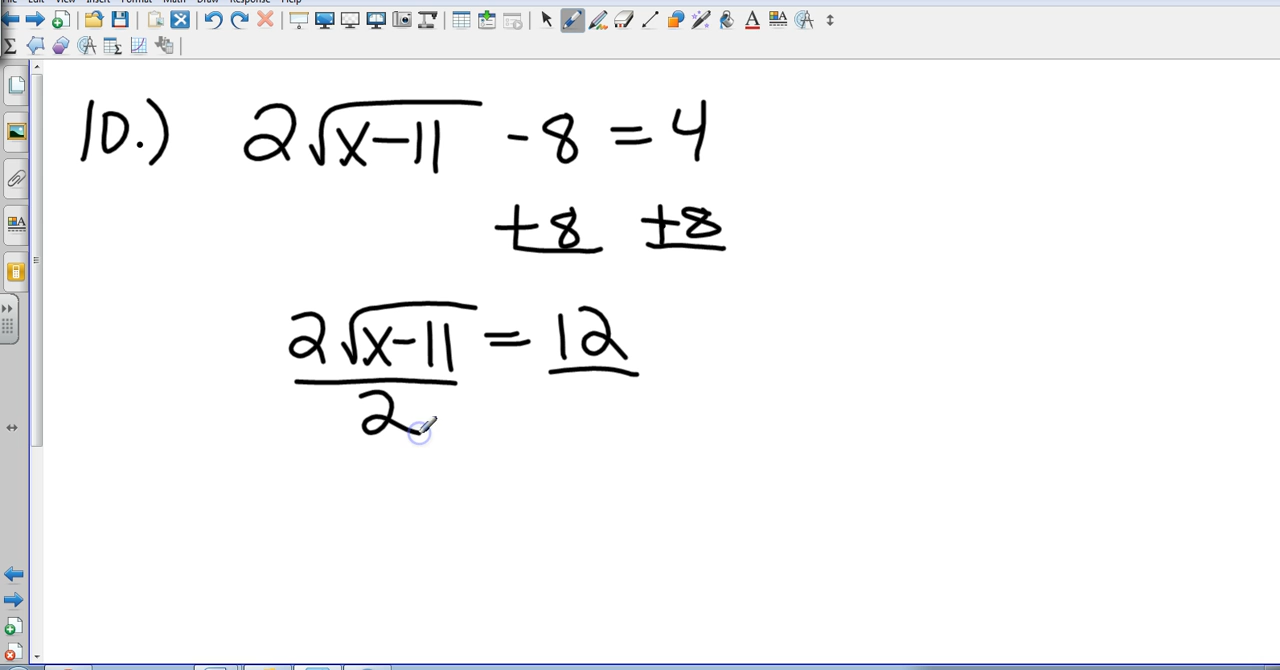 10.) 2√x-11 -8 = 4
+8 +8
2√x-11 = 12
2